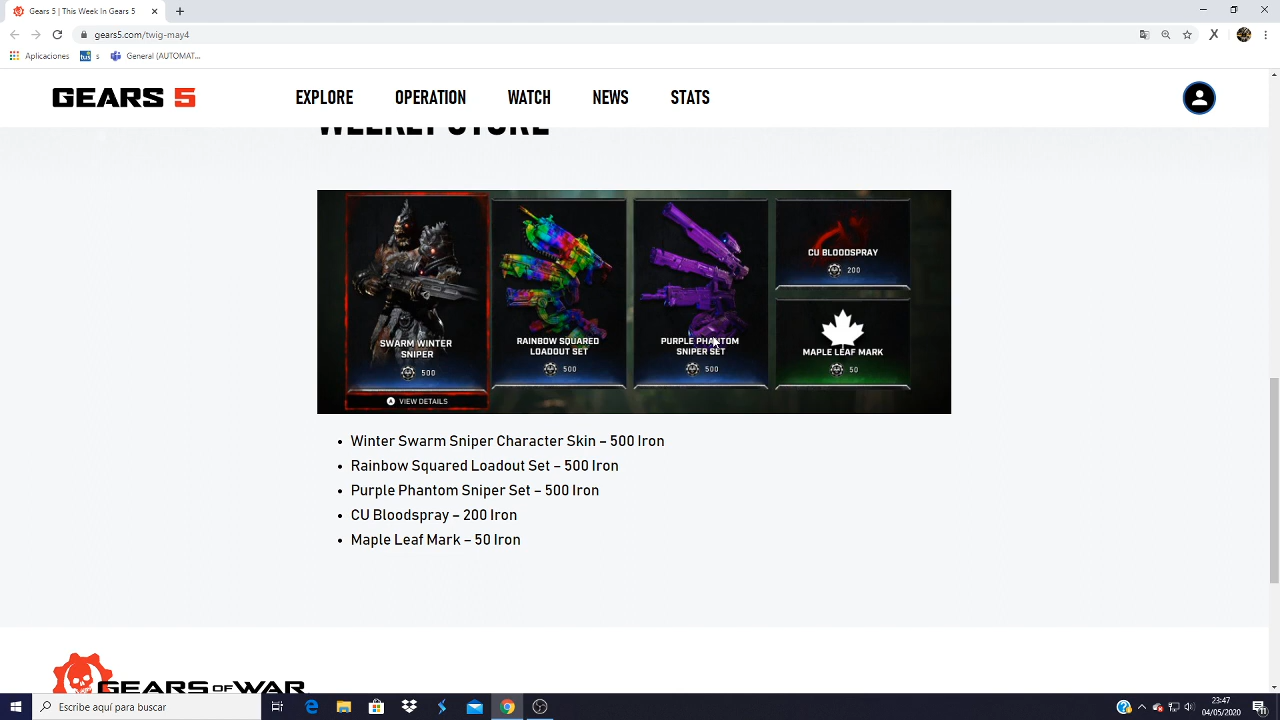 Gears 5 | This Week In Gears 5
gears5.com/twig-may4
Aplicaciones
s
General (AUTOMAT...
GEARS 5
EXPLORE
OPERATION
WATCH
NEWS
STATS
WEEKLY STORE
SWARM WINTER
SNIPER
500
VIEW DETAILS
RAINBOW SQUARED
LOADOUT SET
500
PURPLE PHANTOM
SNIPER SET
500
CU BLOODSPRAY
200
MAPLE LEAF MARK
50
• Winter Swarm Sniper Character Skin – 500 Iron
• Rainbow Squared Loadout Set – 500 Iron
• Purple Phantom Sniper Set – 500 Iron
• CU Bloodspray – 200 Iron
• Maple Leaf Mark – 50 Iron
GEARS OF WAR
Escribe aquí para buscar
23:47
04/05/2020